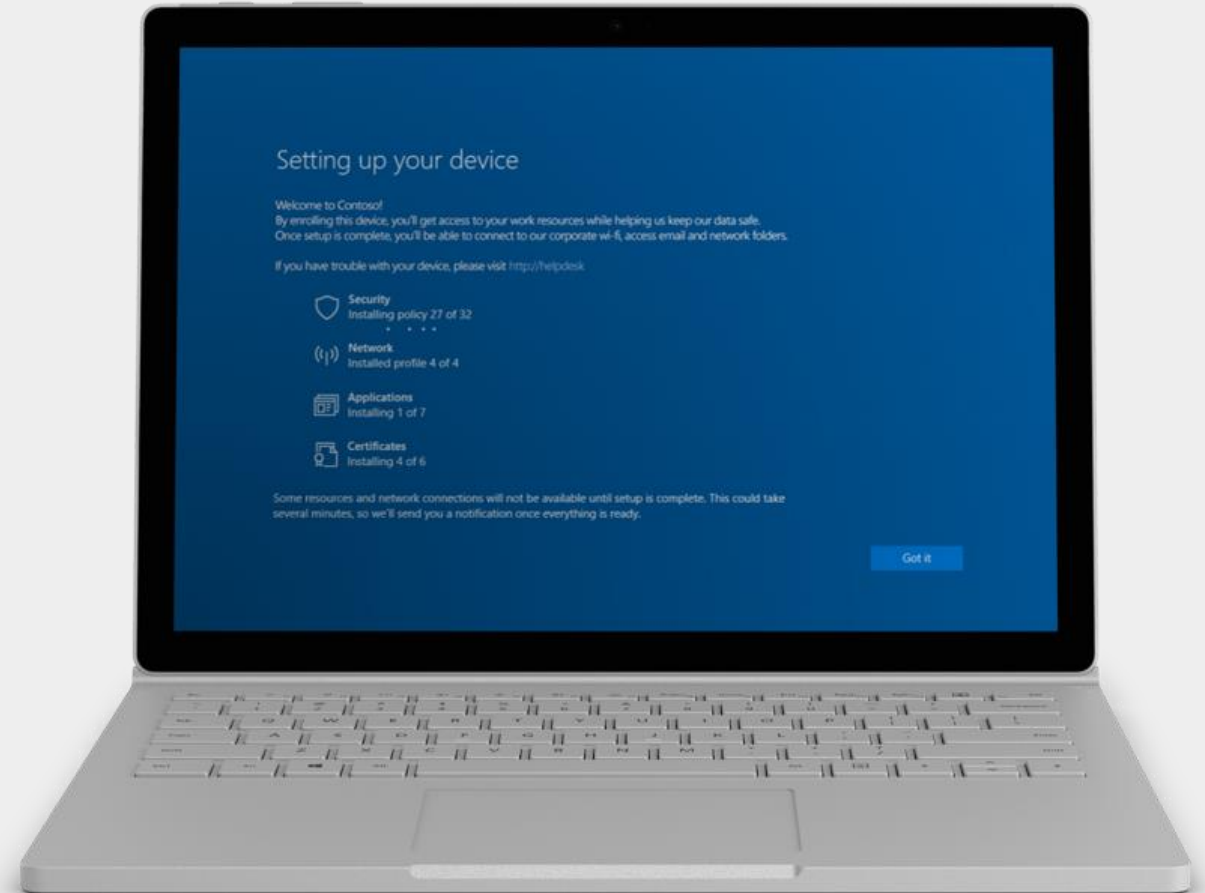 Setting up your device
Welcome to Contoso!
By enrolling this device, you'll get access to your work resources while helping us keep our data safe.
Once setup is complete, you'll be able to connect to our corporate wi-fi, access email and network folders.
If you have trouble with your device, please visit http://helpdesk
Security
Installing policy 27 of 32
Network
Installed profile 4 of 4
Applications
Installing 1 of 7
Certificates
Installing 4 of 6
Some resources and network connections will not be available until setup is complete. This could take
several minutes, so we'll send you a notification once everything is ready.
Got it
Q W E R T Y U I O P
A S D F G H J K L
Z X C V B N M